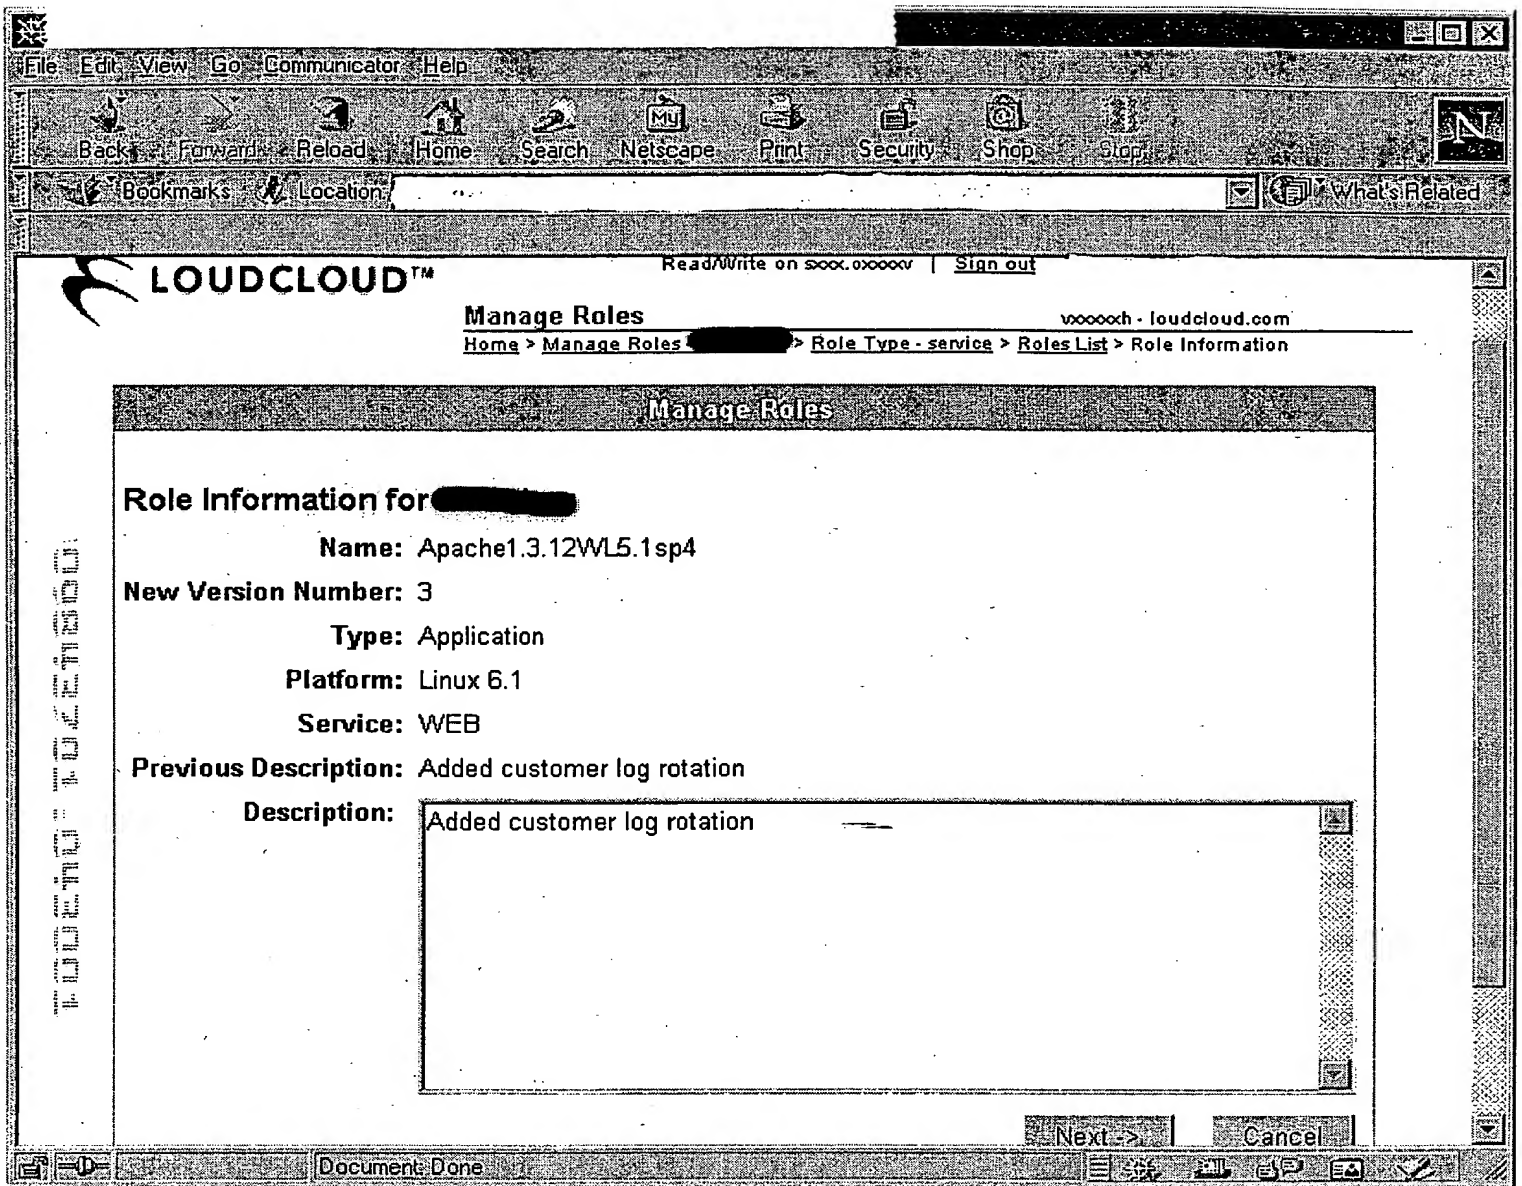 File Edit View Go Communicator Help
Back Forward Reload Home Search Netscape Print Security Shop Stop
My
N
Bookmarks Location: What's Related
LOUDCLOUD™
Read/Write on sxxx.oxxxxv | Sign out
Manage Roles vxxxxxh - loudcloud.com
Home > Manage Roles > Role Type - service > Roles List > Role Information
Manage Roles
Role Information for
Name: Apache1.3.12WL5.1sp4
New Version Number: 3
Type: Application
Platform: Linux 6.1
Service: WEB
Previous Description: Added customer log rotation
Description: Added customer log rotation
Next -> Cancel
Document: Done